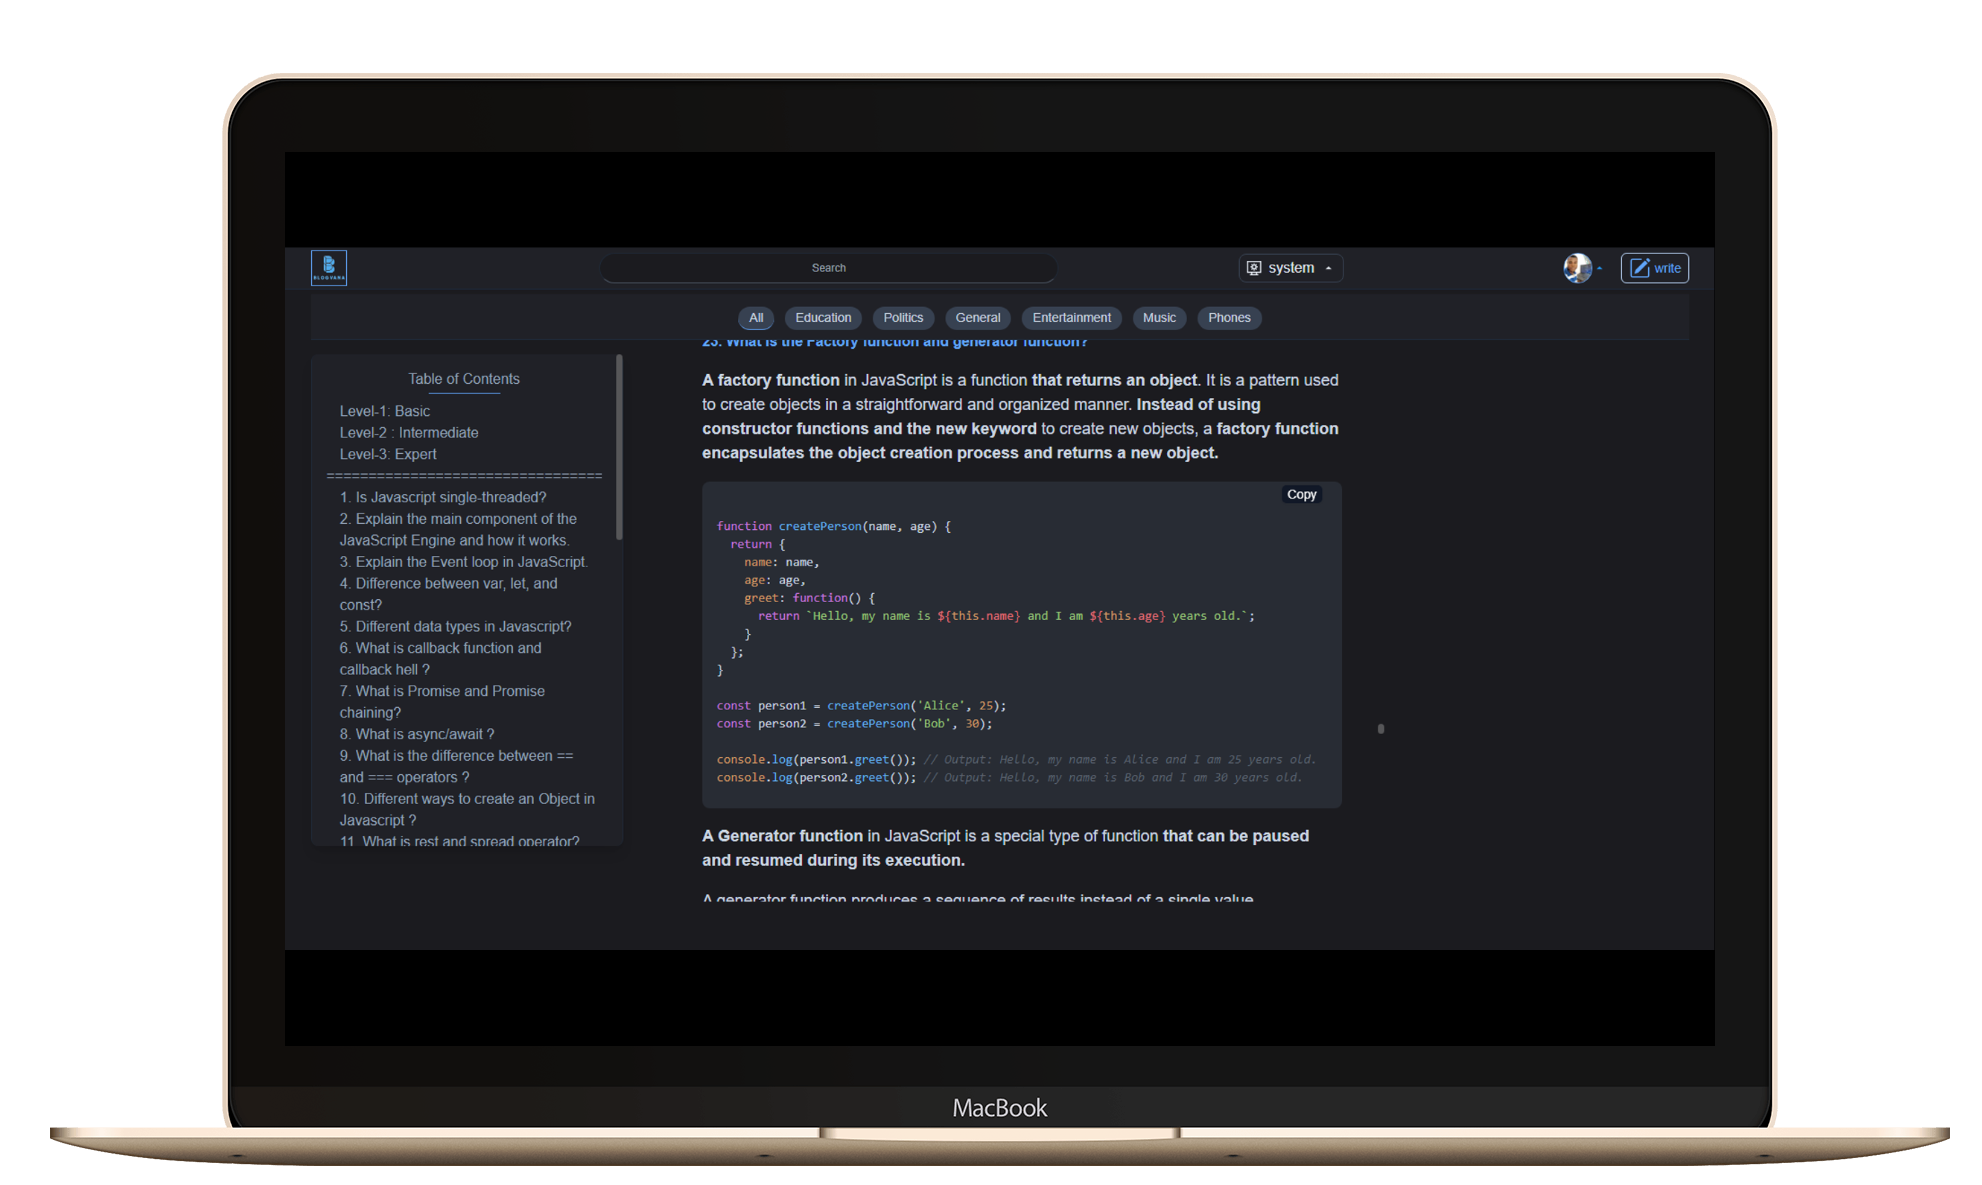 BLOGVANA
Search
system
write
All
Education
Politics
General
Entertainment
Music
Phones
Table of Contents
Level-1: Basic
Level-2 : Intermediate
Level-3: Expert
=================================
1. Is Javascript single-threaded?
2. Explain the main component of the
JavaScript Engine and how it works.
3. Explain the Event loop in JavaScript.
4. Difference between var, let, and
const?
5. Different data types in Javascript?
6. What is callback function and
callback hell ?
7. What is Promise and Promise
chaining?
8. What is async/await ?
9. What is the difference between ==
and === operators ?
10. Different ways to create an Object in
Javascript ?
11. What is rest and spread operator?
23. What is the Factory function and generator function?
A factory function in JavaScript is a function that returns an object. It is a pattern used
to create objects in a straightforward and organized manner. Instead of using
constructor functions and the new keyword to create new objects, a factory function
encapsulates the object creation process and returns a new object.
Copy
function createPerson(name, age) {
  return {
    name: name,
    age: age,
    greet: function() {
      return `Hello, my name is ${this.name} and I am ${this.age} years old.`;
    }
  };
}
const person1 = createPerson('Alice', 25);
const person2 = createPerson('Bob', 30);
console.log(person1.greet()); // Output: Hello, my name is Alice and I am 25 years old.
console.log(person2.greet()); // Output: Hello, my name is Bob and I am 30 years old.
A Generator function in JavaScript is a special type of function that can be paused
and resumed during its execution.
A generator function produces a sequence of results instead of a single value
MacBook